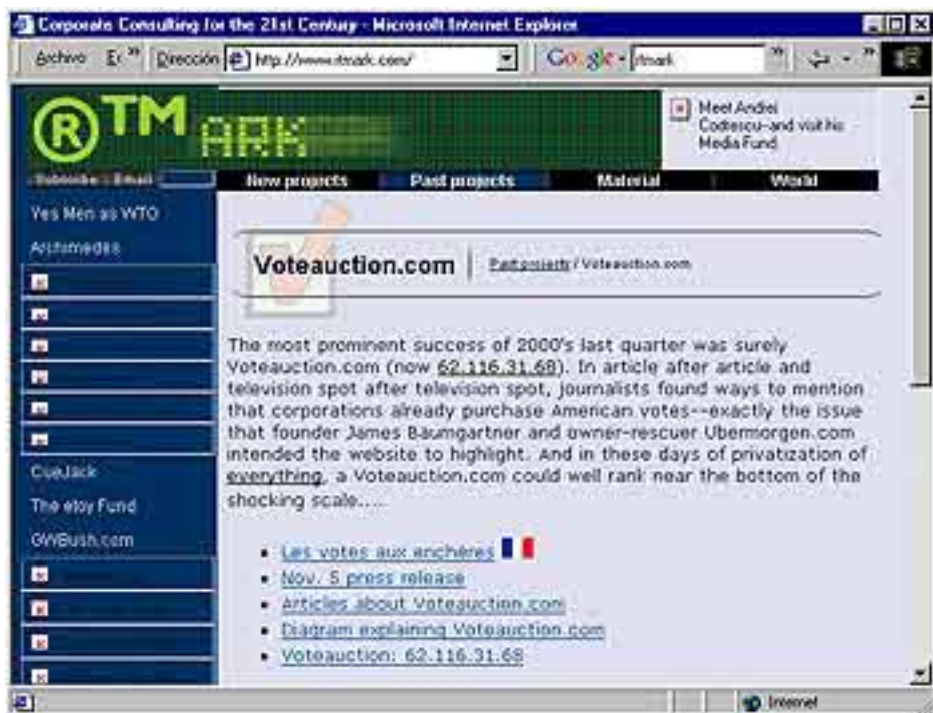 Corporate Consulting for the 21st Century - Microsoft Internet Explorer
Archivo Dirección http://www.rtmark.com/ Google rtmark
®TMARK
Meet Andrei
Codrescu--and visit his
Media Fund
Subscribe Email
New projects Past projects Material World
Yes Men as WTO
Archimedes
CueJack
The etoy Fund
GWBush.com
Voteauction.com Past projects / Voteauction.com
The most prominent success of 2000's last quarter was surely
Voteauction.com (now 62.116.31.68). In article after article and
television spot after television spot, journalists found ways to mention
that corporations already purchase American votes--exactly the issue
that founder James Baumgartner and owner-rescuer Ubermorgen.com
intended the website to highlight. And in these days of privatization of
everything, a Voteauction.com could well rank near the bottom of the
shocking scale....
Les votes aux enchères
Nov. 5 press release
Articles about Voteauction.com
Diagram explaining Voteauction.com
Voteauction: 62.116.31.68
Internet